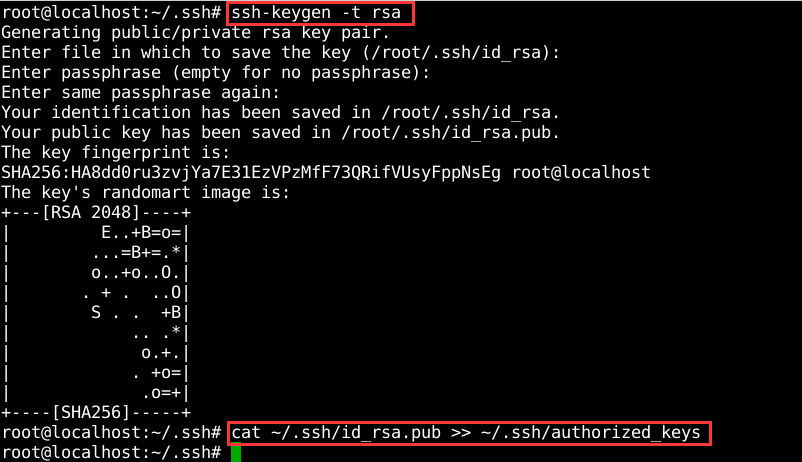 root@localhost:~/.ssh# ssh-keygen -t rsa
Generating public/private rsa key pair.
Enter file in which to save the key (/root/.ssh/id_rsa):
Enter passphrase (empty for no passphrase):
Enter same passphrase again:
Your identification has been saved in /root/.ssh/id_rsa.
Your public key has been saved in /root/.ssh/id_rsa.pub.
The key fingerprint is:
SHA256:HA8dd0ru3zvjYa7E31EzVPzMfF73QRifVUsyFppNsEg root@localhost
The key's randomart image is:
+---[RSA 2048]----+
|          E..+B=o=|
|         ...=B+=.*|
|         o..+o..O.|
|        . + .  ..O|
|         S . .  +B|
|             .. .*|
|              o.+.|
|             . +o=|
|              .o=+|
+----[SHA256]-----+
root@localhost:~/.ssh# cat ~/.ssh/id_rsa.pub >> ~/.ssh/authorized_keys
root@localhost:~/.ssh#